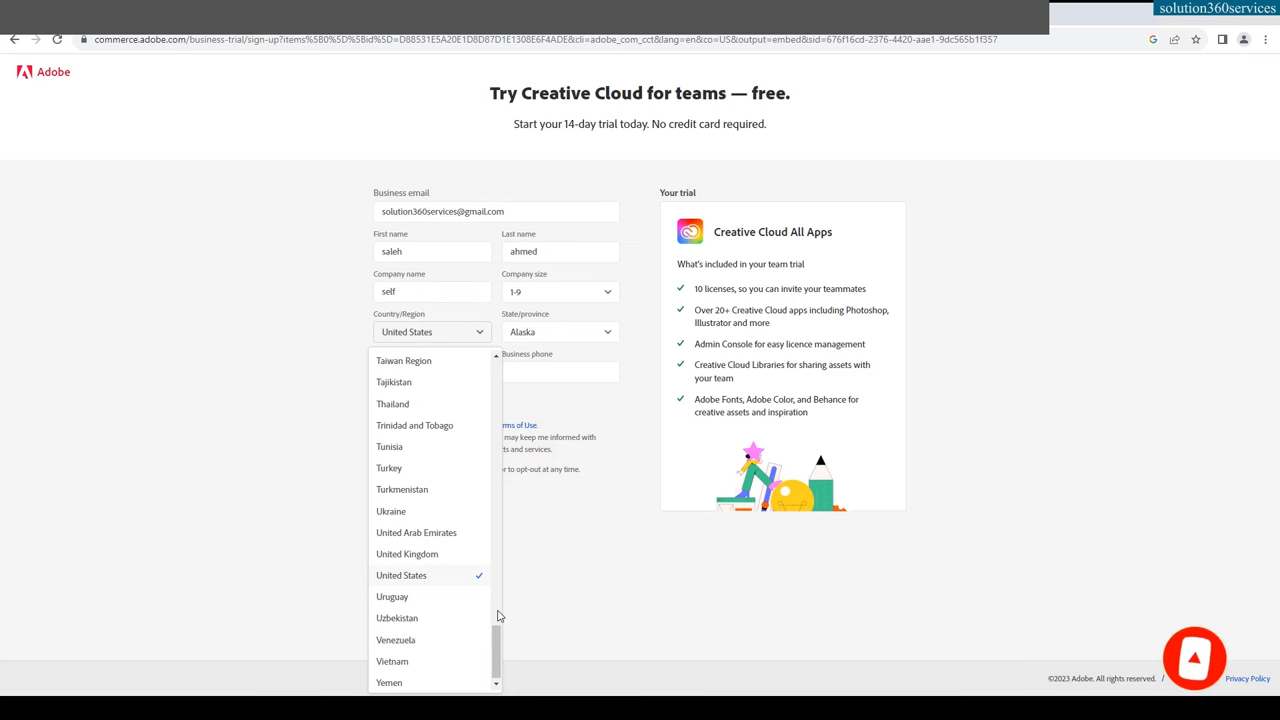 solution360services
commerce.adobe.com/business-trial/sign-up?items%5B0%5D%5Bid%5D=D88531E5A20E1D8D87D1E1308E6F4ADE&cli=adobe_com_cct&lang=en&co=US&output=embed&sid=676f16cd-2376-4420-aae1-9dc565b1f357
Adobe
Try Creative Cloud for teams — free.
Start your 14-day trial today. No credit card required.
Business email
solution360services@gmail.com
First name
Last name
saleh
ahmed
Company name
Company size
self
1-9
Country/Region
State/province
United States
Alaska
Business phone
Taiwan Region
Tajikistan
Thailand
Trinidad and Tobago
Tunisia
Turkey
Turkmenistan
Ukraine
United Arab Emirates
United Kingdom
United States
Uruguay
Uzbekistan
Venezuela
Vietnam
Yemen
rms of Use.
may keep me informed with
cts and services.
or to opt-out at any time.
Your trial
Creative Cloud All Apps
What's included in your team trial
10 licenses, so you can invite your teammates
Over 20+ Creative Cloud apps including Photoshop,
Illustrator and more
Admin Console for easy licence management
Creative Cloud Libraries for sharing assets with
your team
Adobe Fonts, Adobe Color, and Behance for
creative assets and inspiration
©2023 Adobe. All rights reserved. / Privacy Policy